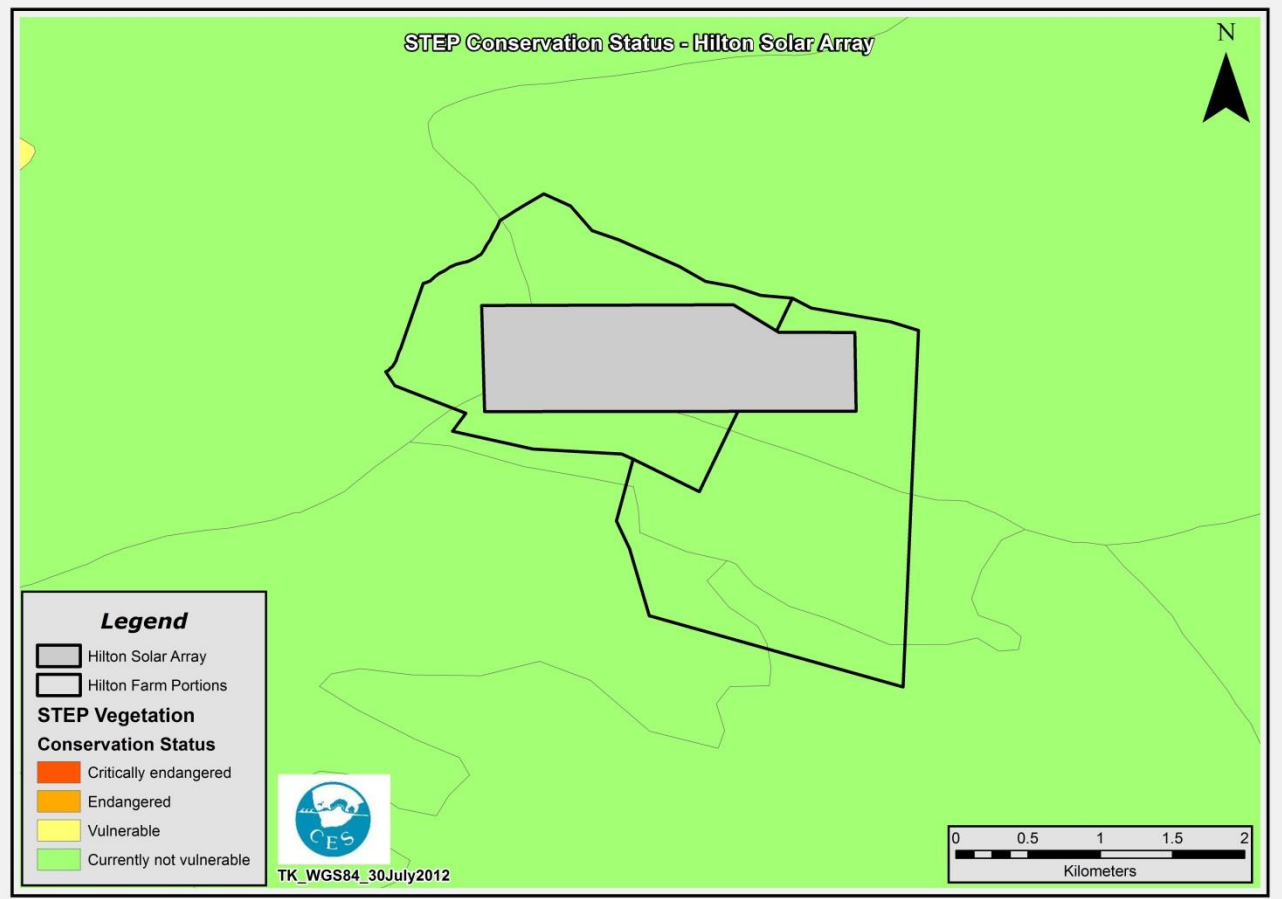 STEP Conservation Status - Hilton Solar Array
N
Legend
Hilton Solar Array
Hilton Farm Portions
STEP Vegetation
Conservation Status
Critically endangered
Endangered
Vulnerable
Currently not vulnerable
CES
TK_WGS84_30July2012
0 0.5 1 1.5 2
Kilometers